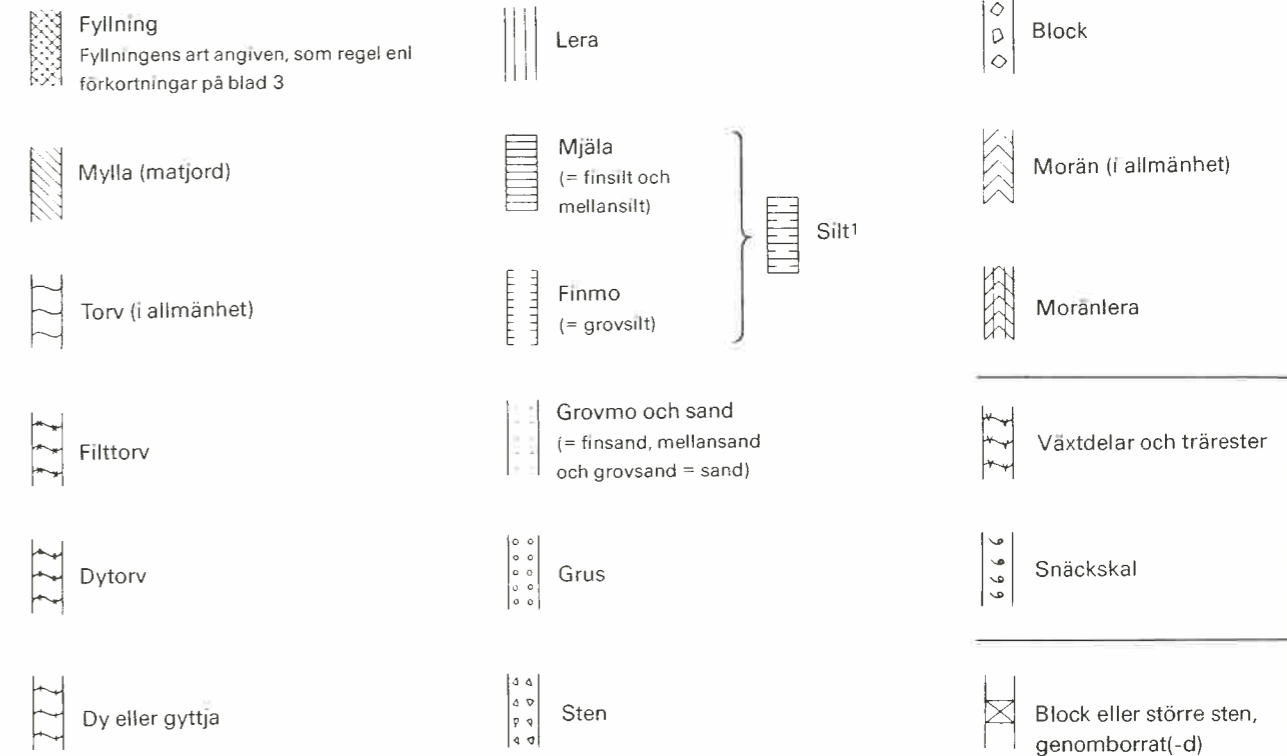 Fyllning
Fyllningens art angiven, som regel enl
förkortningar på blad 3
Mylla (matjord)
Torv (i allmänhet)
Filttorv
Dytorv
Dy eller gyttja
Lera
Mjäla
(= finsilt och
mellansilt)
Finmo
(= grovsilt)
Silt¹
Grovmo och sand
(= finsand, mellansand
och grovsand = sand)
Grus
Sten
Block
Morän (i allmänhet)
Moränlera
Växtdelar och trärester
Snäckskal
Block eller större sten,
genomborrat(-d)